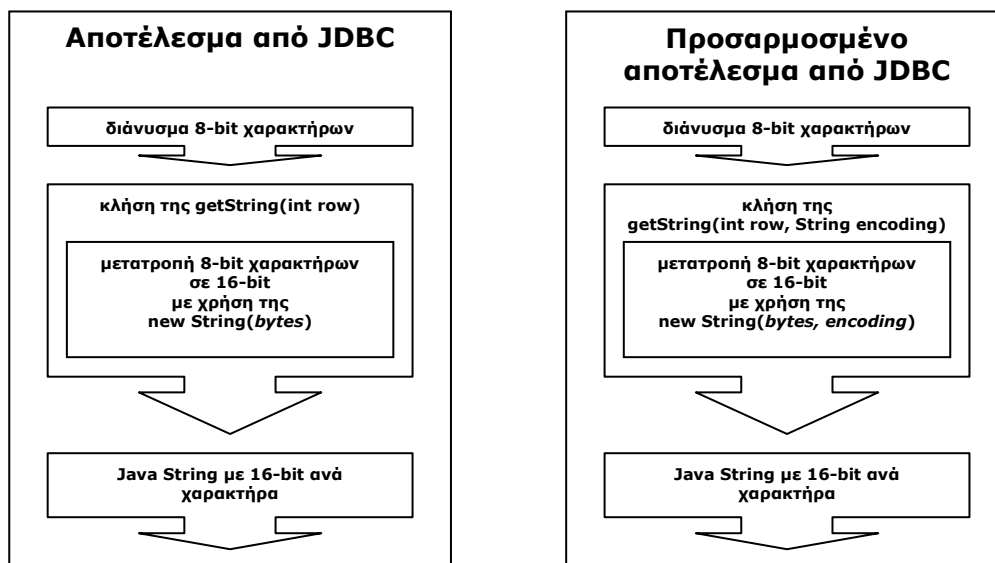 Αποτέλεσμα από JDBC
διάνυσμα 8-bit χαρακτήρων
κλήση της getString(int row)
μετατροπή 8-bit χαρακτήρων
σε 16-bit
με χρήση της
new String(bytes)
Java String με 16-bit ανά
χαρακτήρα
Προσαρμοσμένο
αποτέλεσμα από JDBC
διάνυσμα 8-bit χαρακτήρων
κλήση της
getString(int row, String encoding)
μετατροπή 8-bit χαρακτήρων
σε 16-bit
με χρήση της
new String(bytes, encoding)
Java String με 16-bit ανά
χαρακτήρα